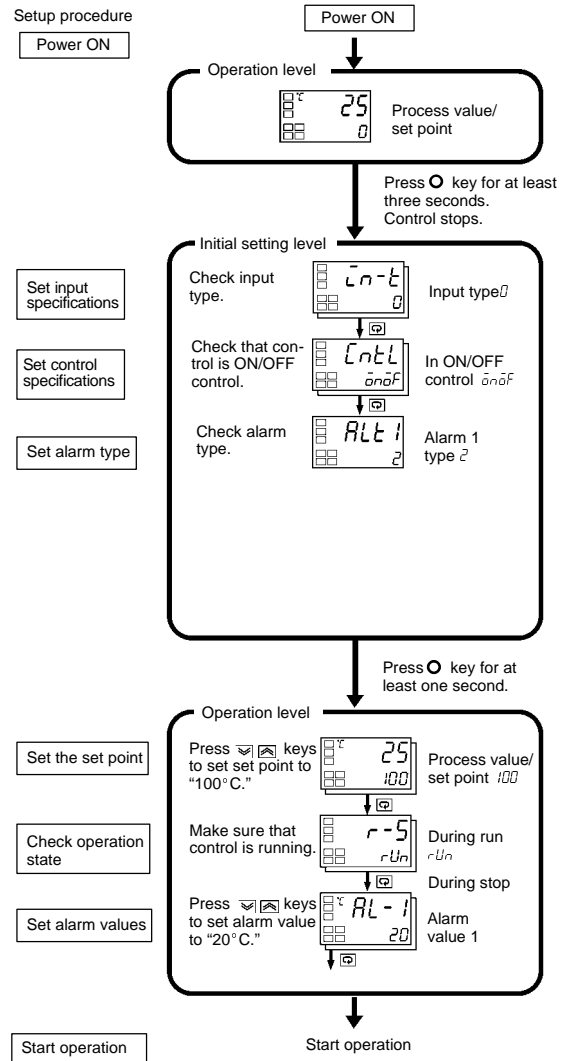 Setup procedure
Power ON
Power ON
Operation level
℃
25
0
Process value/
set point
Press O key for at least
three seconds.
Control stops.
Initial setting level
Set input
specifications
Check input
type.
in-t
0
Input type 0
Set control
specifications
Check that con-
trol is ON/OFF
control.
CntL
onoF
In ON/OFF
control onoF
Set alarm type
Check alarm
type.
ALt1
2
Alarm 1
type 2
Press O key for at
least one second.
Operation level
Set the set point
Press keys
to set set point to
“100°C.”
℃
25
100
Process value/
set point 100
Check operation
state
Make sure that
control is running.
r-S
rUn
During run
rUn
During stop
Set alarm values
Press keys
to set alarm value
to “20°C.”
℃
AL-1
20
Alarm
value 1
Start operation
Start operation